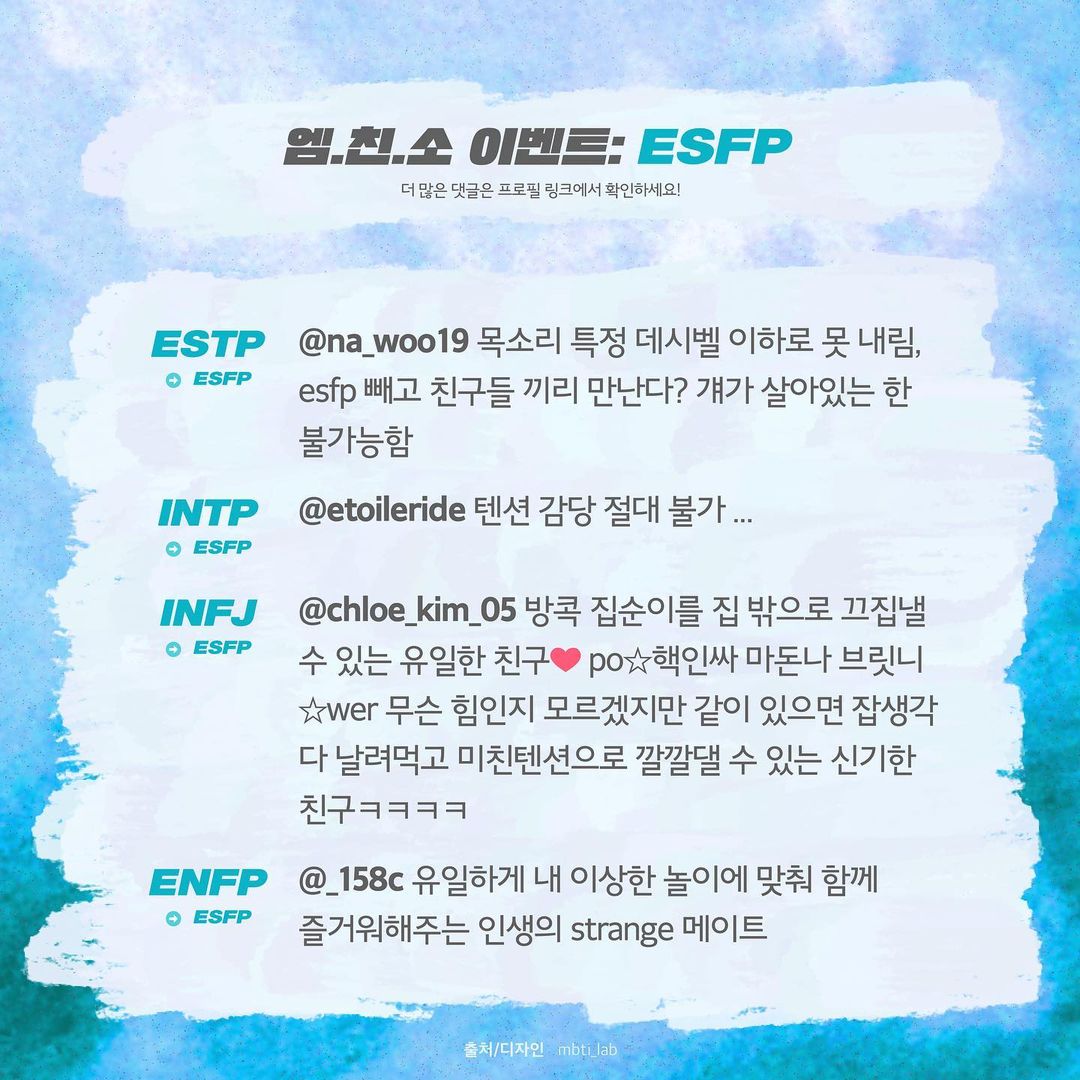 엠.친.소 이벤트: ESFP
더 많은 댓글은 프로필 링크에서 확인하세요!
ESTP
→ ESFP
@na_woo19 목소리 특정 데시벨 이하로 못 내림,
esfp 빼고 친구들 끼리 만난다? 걔가 살아있는 한
불가능함
INTP
→ ESFP
@etoileride 텐션 감당 절대 불가 ...
INFJ
→ ESFP
@chloe_kim_05 방콕 집순이를 집 밖으로 끄집낼
수 있는 유일한 친구❤ po☆핵인싸 마돈나 브릿니
☆wer 무슨 힘인지 모르겠지만 같이 있으면 잡생각
다 날려먹고 미친텐션으로 깔깔댈 수 있는 신기한
친구ㅋㅋㅋㅋ
ENFP
→ ESFP
@_158c 유일하게 내 이상한 놀이에 맞춰 함께
즐거워해주는 인생의 strange 메이트
출처/디자인 mbti_lab